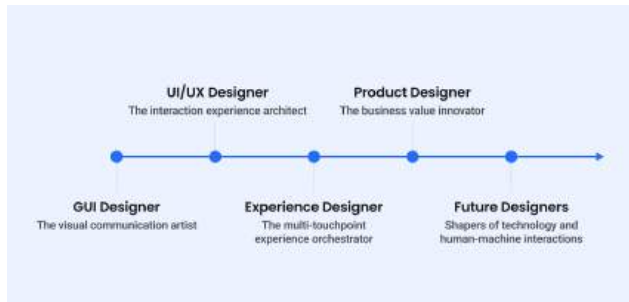 UI/UX Designer
The interaction experience architect
Product Designer
The business value innovator
GUI Designer
The visual communication artist
Experience Designer
The multi-touchpoint
experience orchestrator
Future Designers
Shapers of technology and
human-machine interactions